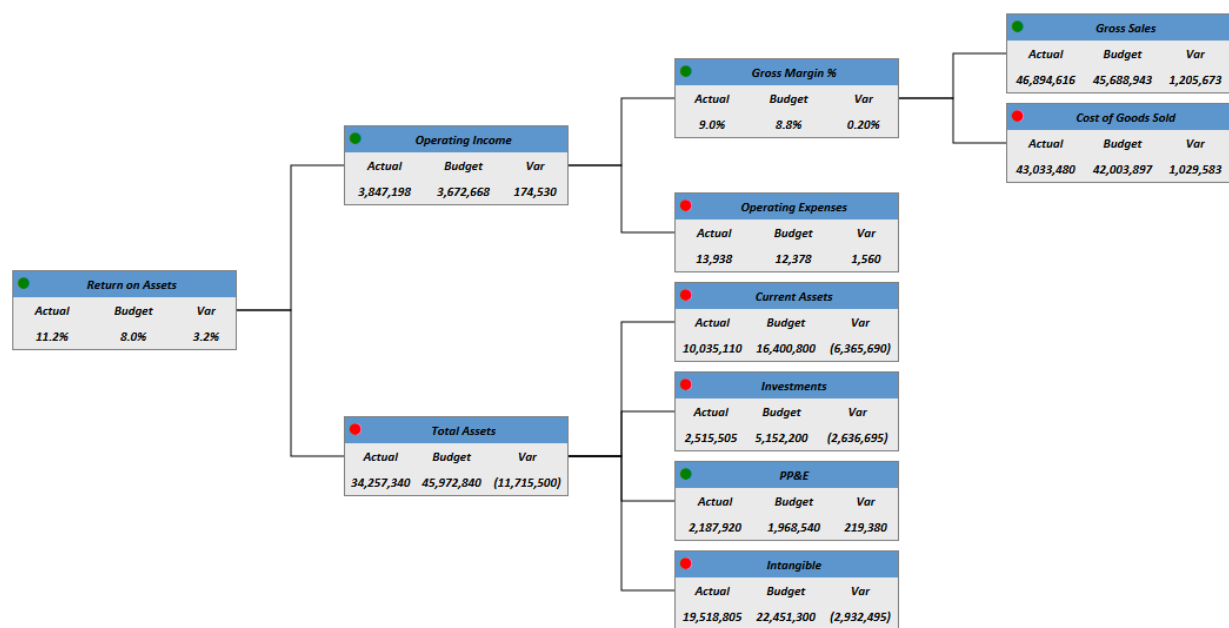 Gross Sales
Actual Budget Var
46,894,616 45,688,943 1,205,673
Gross Margin %
Actual Budget Var
9.0% 8.8% 0.20%
Cost of Goods Sold
Actual Budget Var
43,033,480 42,003,897 1,029,583
Operating Income
Actual Budget Var
3,847,198 3,672,668 174,530
Operating Expenses
Actual Budget Var
13,938 12,378 1,560
Return on Assets
Actual Budget Var
11.2% 8.0% 3.2%
Current Assets
Actual Budget Var
10,035,110 16,400,800 (6,365,690)
Investments
Actual Budget Var
2,515,505 5,152,200 (2,636,695)
Total Assets
Actual Budget Var
34,257,340 45,972,840 (11,715,500)
PP&E
Actual Budget Var
2,187,920 1,968,540 219,380
Intangible
Actual Budget Var
19,518,805 22,451,300 (2,932,495)